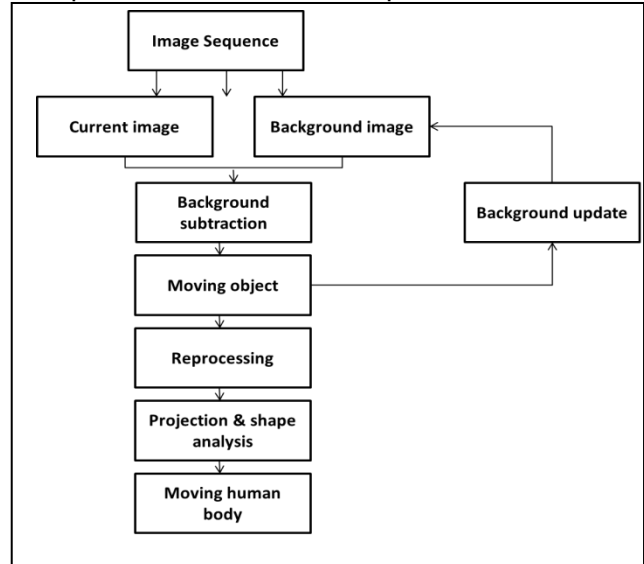 Image Sequence
Current image
Background image
Background
subtraction
Background update
Moving object
Reprocessing
Projection & shape
analysis
Moving human
body